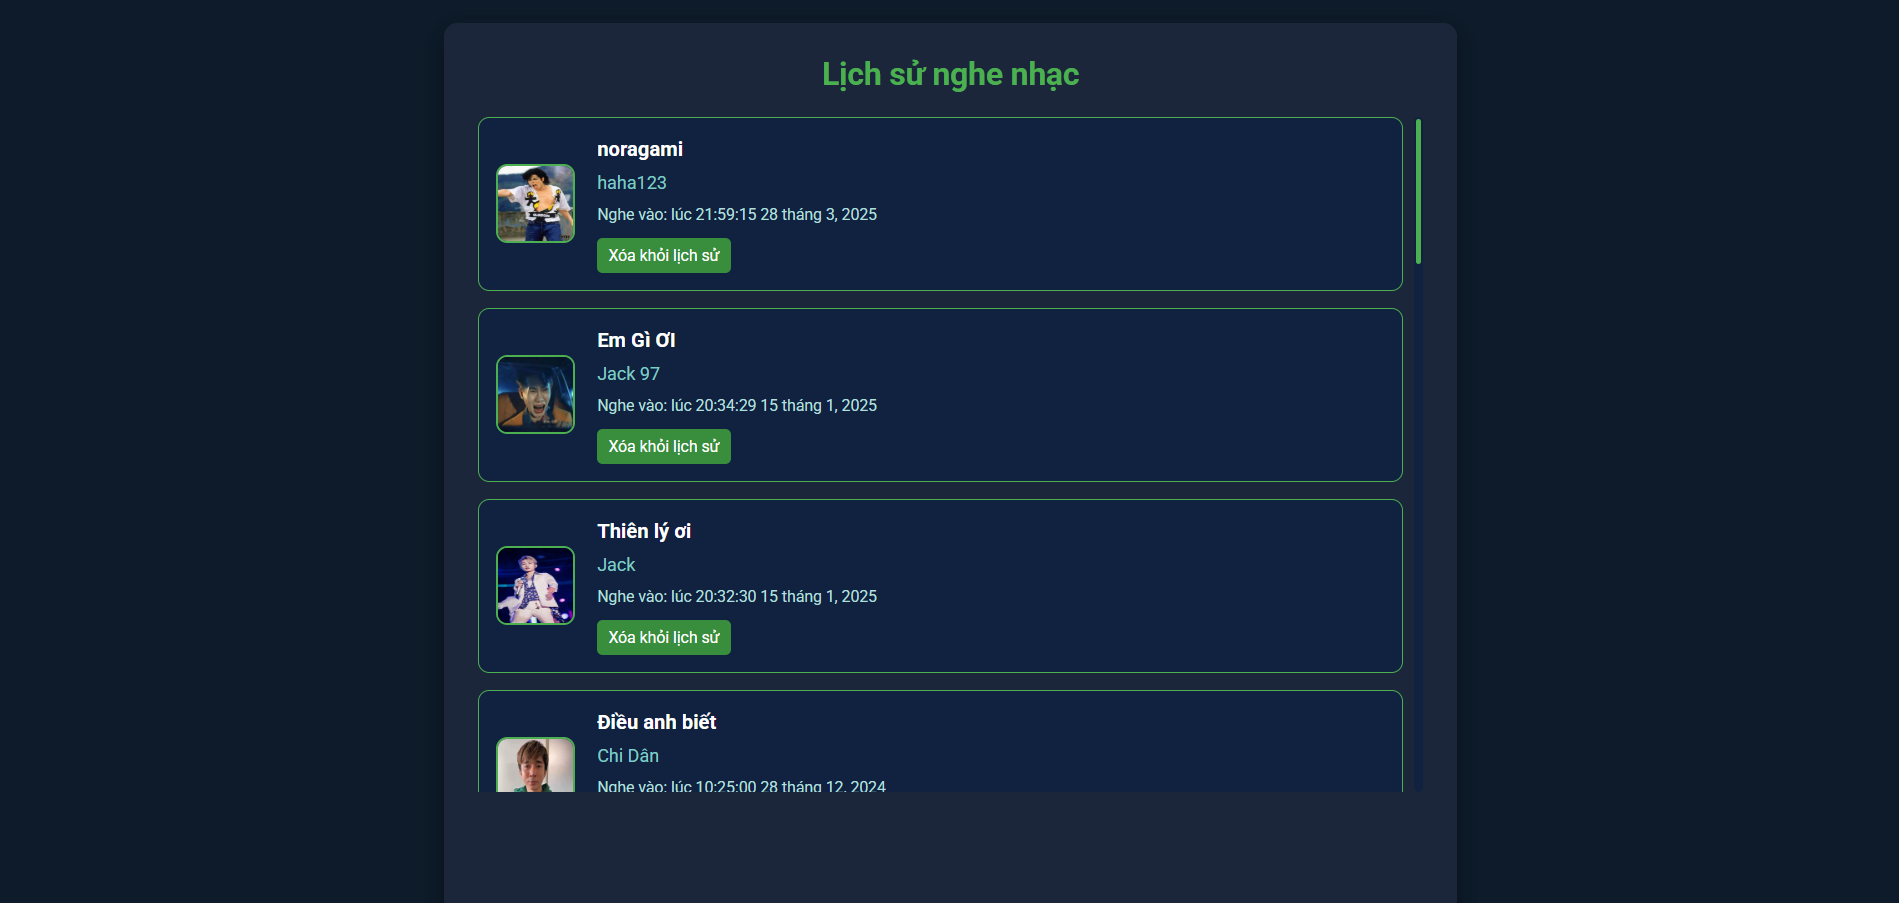 Lịch sử nghe nhạc
noragami
haha123
Nghe vào: lúc 21:59:15 28 tháng 3, 2025
Xóa khỏi lịch sử
Em Gì ƠI
Jack 97
Nghe vào: lúc 20:34:29 15 tháng 1, 2025
Xóa khỏi lịch sử
Thiên lý ơi
Jack
Nghe vào: lúc 20:32:30 15 tháng 1, 2025
Xóa khỏi lịch sử
Điều anh biết
Chi Dân
Nghe vào: lúc 10:25:00 28 tháng 12, 2024